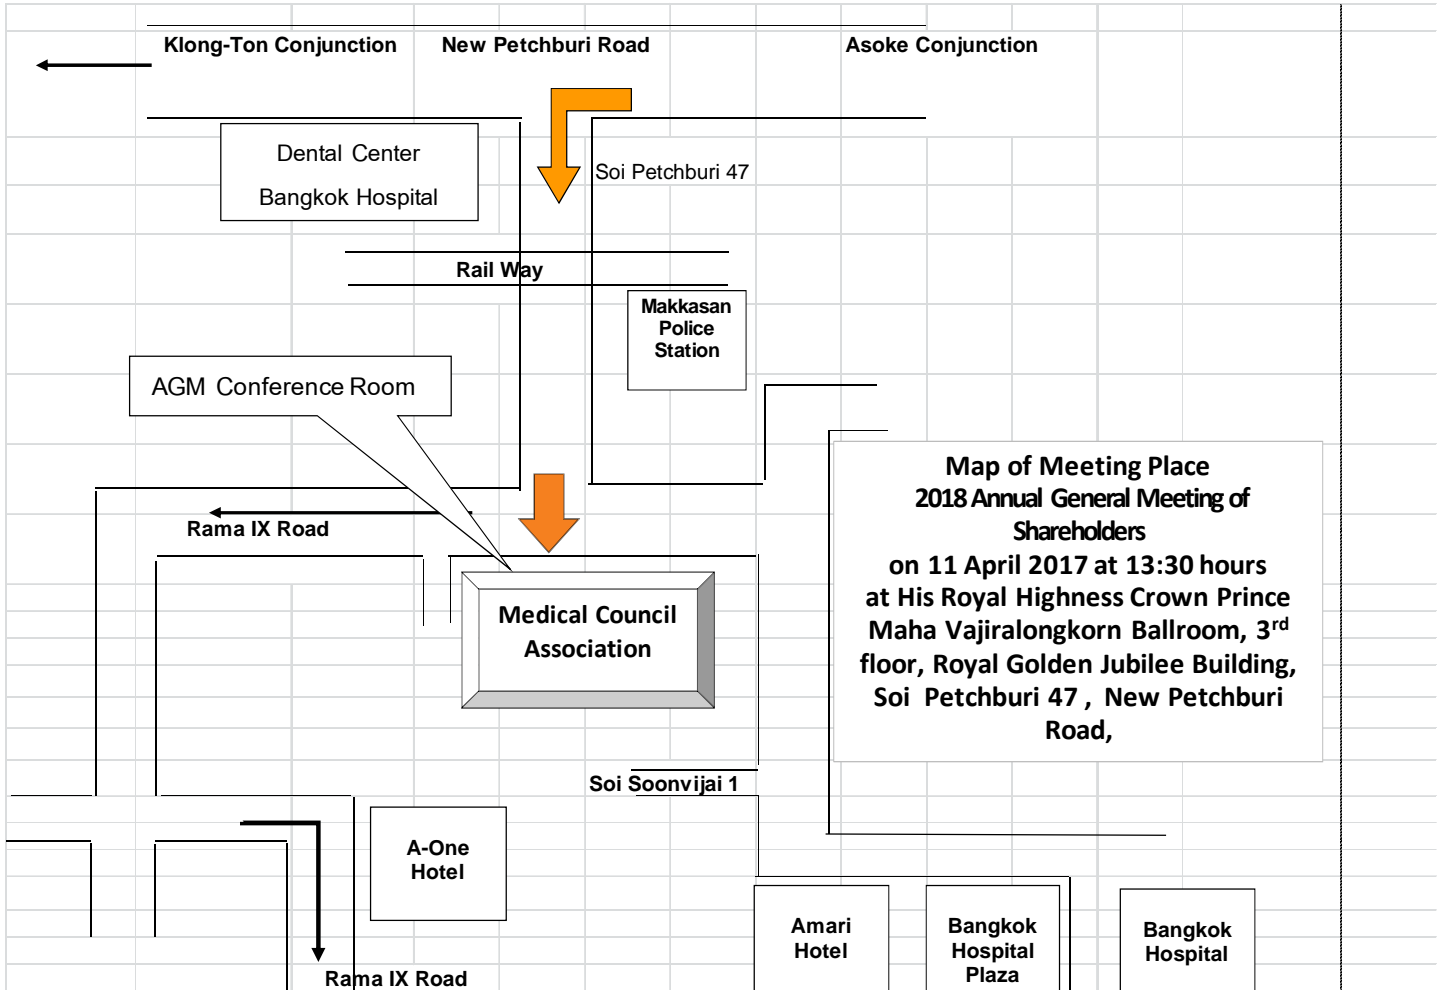 Klong-Ton Conjunction
New Petchburi Road
Asoke Conjunction
Dental Center
Bangkok Hospital
Soi Petchburi 47
Rail Way
Makkasan
Police
Station
AGM Conference Room
Map of Meeting Place
2018 Annual General Meeting of
Shareholders
on 11 April 2017 at 13:30 hours
at His Royal Highness Crown Prince
Maha Vajiralongkorn Ballroom, 3rd
floor, Royal Golden Jubilee Building,
Soi Petchburi 47 , New Petchburi
Road,
Rama IX Road
Medical Council
Association
Soi Soonvijai 1
A-One
Hotel
Amari
Hotel
Bangkok
Hospital
Plaza
Bangkok
Hospital
Rama IX Road